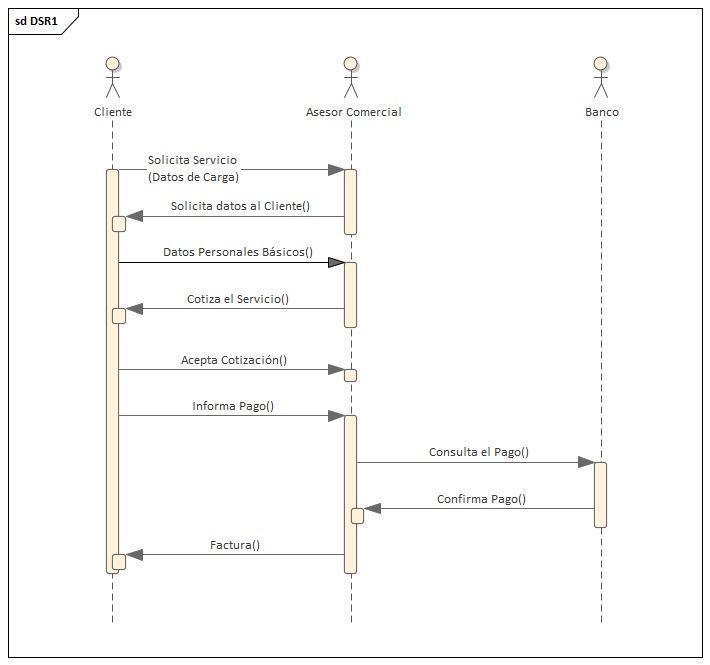 sd DSR1
Cliente
Asesor Comercial
Banco
Solicita Servicio
(Datos de Carga)
Solicita datos al Cliente()
Datos Personales Básicos()
Cotiza el Servicio()
Acepta Cotización()
Informa Pago()
Consulta el Pago()
Confirma Pago()
Factura()